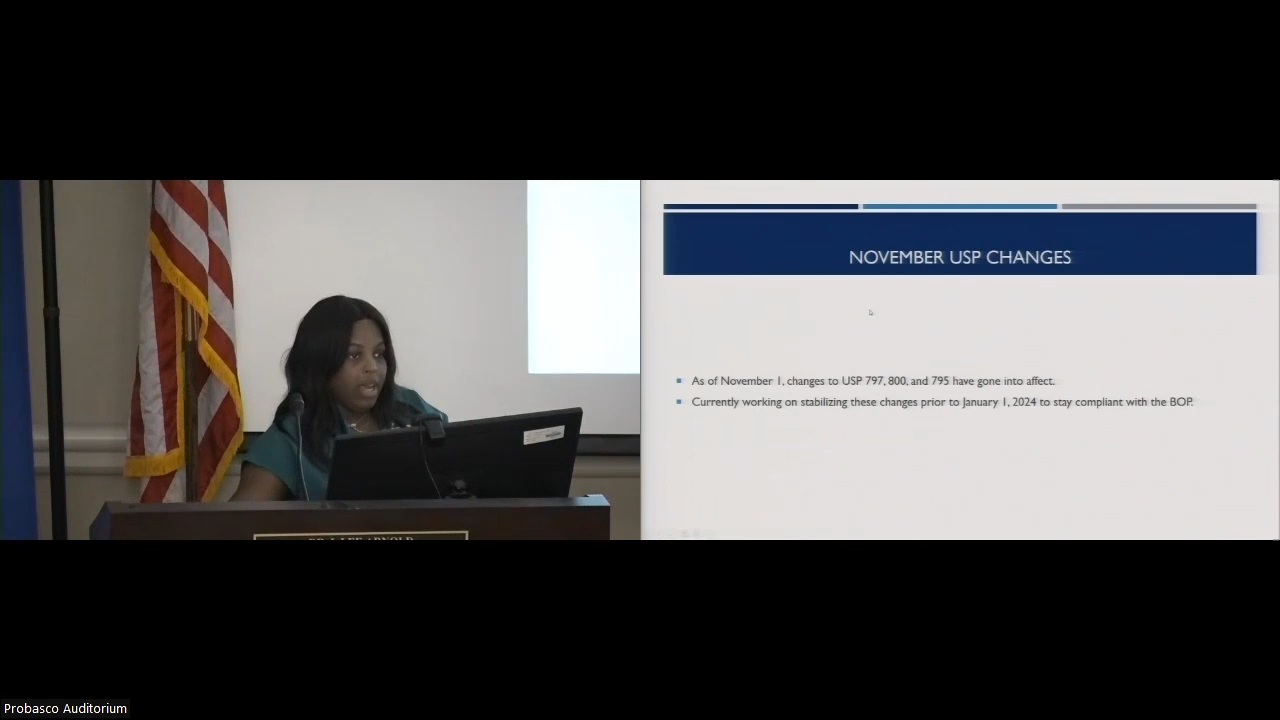 NOVEMBER USP CHANGES
As of November 1, changes to USP 797, 800, and 795 have gone into affect.
Currently working on stabilizing these changes prior to January 1, 2024 to stay compliant with the BOP.
Probasco Auditorium